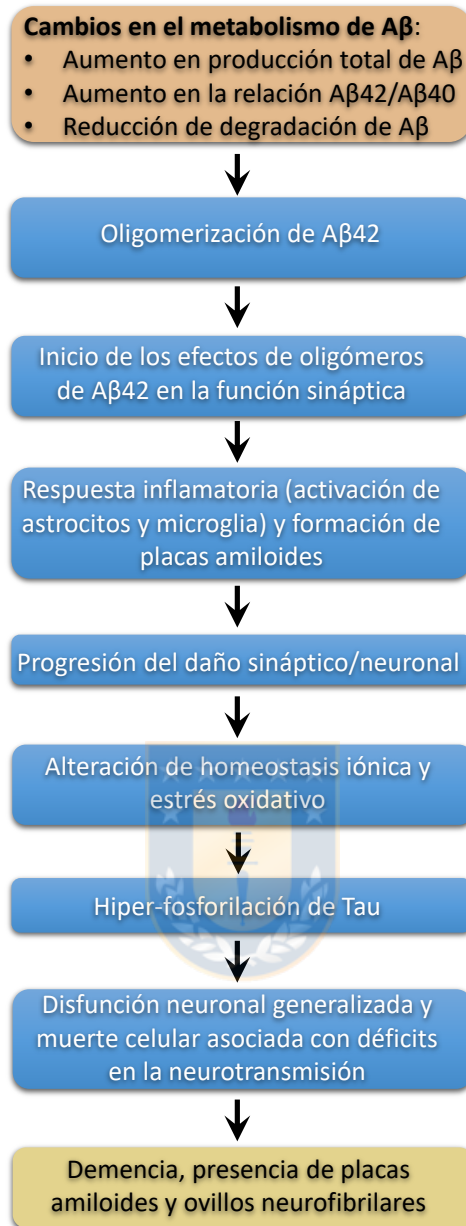 Cambios en el metabolismo de Aβ:
• Aumento en producción total de Aβ
• Aumento en la relación Aβ42/Aβ40
• Reducción de degradación de Aβ
Oligomerización de Aβ42
Inicio de los efectos de oligómeros
de Aβ42 en la función sináptica
Respuesta inflamatoria (activación de
astrocitos y microglia) y formación de
placas amiloides
Progresión del daño sináptico/neuronal
Alteración de homeostasis iónica y
estrés oxidativo
Hiper-fosforilación de Tau
Disfunción neuronal generalizada y
muerte celular asociada con déficits
en la neurotransmisión
Demencia, presencia de placas
amiloides y ovillos neurofibrilares